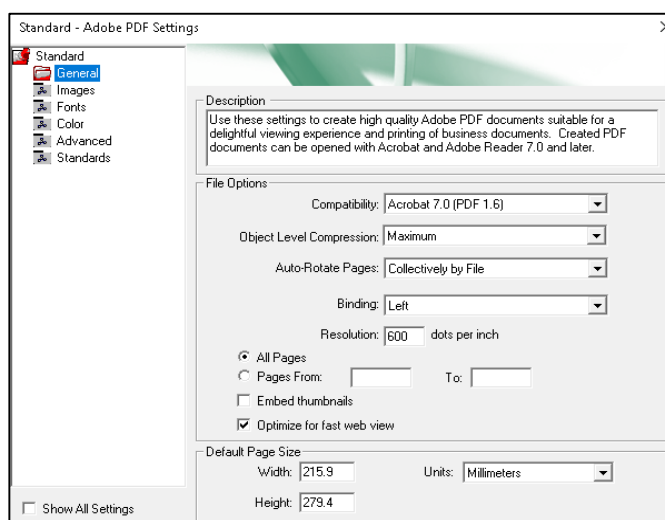 Standard - Adobe PDF Settings
Standard
General
Images
Fonts
Color
Advanced
Standards
Show All Settings
Description
Use these settings to create high quality Adobe PDF documents suitable for a
delightful viewing experience and printing of business documents. Created PDF
documents can be opened with Acrobat and Adobe Reader 7.0 and later.
File Options
Compatibility: Acrobat 7.0 (PDF 1.6)
Object Level Compression: Maximum
Auto-Rotate Pages: Collectively by File
Binding: Left
Resolution: 600 dots per inch
All Pages
Pages From: To:
Embed thumbnails
Optimize for fast web view
Default Page Size
Width: 215.9 Units: Millimeters
Height: 279.4